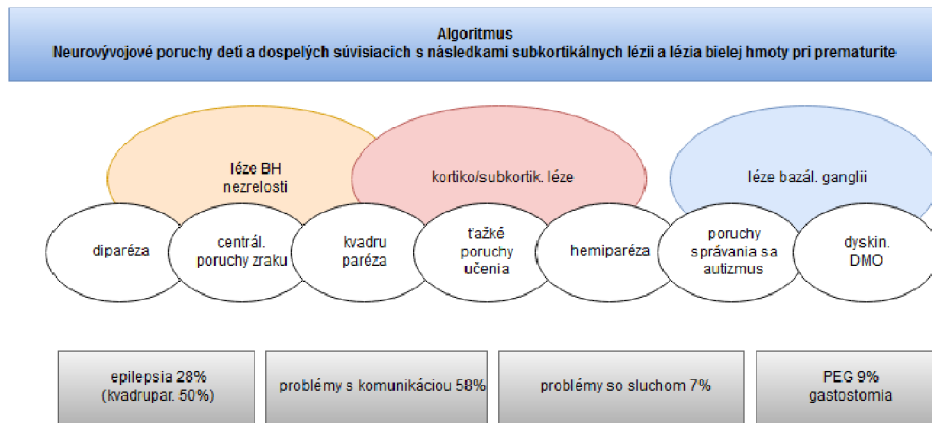 Algoritmus
Neurovývojové poruchy detí a dospelých súvisiacich s následkami subkortikálnych lézii a lézia bielej hmoty pri prematurite
léze BH
nezrelosti
kortiko/subkortik. léze
léze bazál. ganglii
diparéza
centrál.
poruchy zraku
kvadru
paréza
ťažké
poruchy
učenia
hemiparéza
poruchy
správania sa
autizmus
dyskin.
DMO
epilepsia 28%
(kvadrupar. 50%)
problémy s komunikáciou 58%
problémy so sluchom 7%
PEG 9%
gastostomia